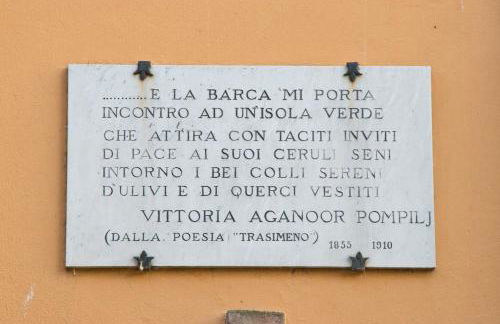 ............E LA BARCA MI PORTA
INCONTRO AD UN'ISOLA VERDE
CHE ATTIRA CON TACITI INVITI
DI PACE AI SUOI CERULI SENI
INTORNO I BEI COLLI SERENI
D'ULIVI E DI QUERCI VESTITI
VITTORIA AGANOOR POMPILJ
(DALLA POESIA "TRASIMENO") 1855 1910